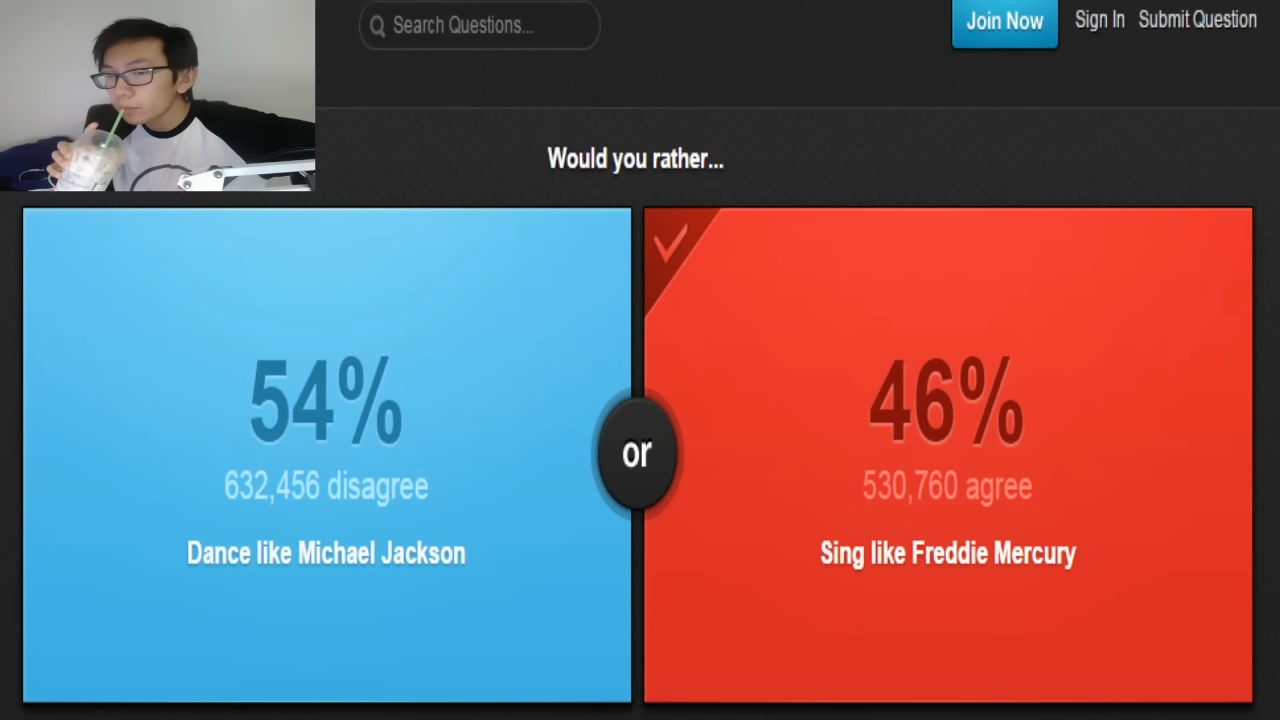 Search Questions...
Join Now
Sign In
Submit Question
Would you rather...
54%
632,456 disagree
Dance like Michael Jackson
or
46%
530,760 agree
Sing like Freddie Mercury